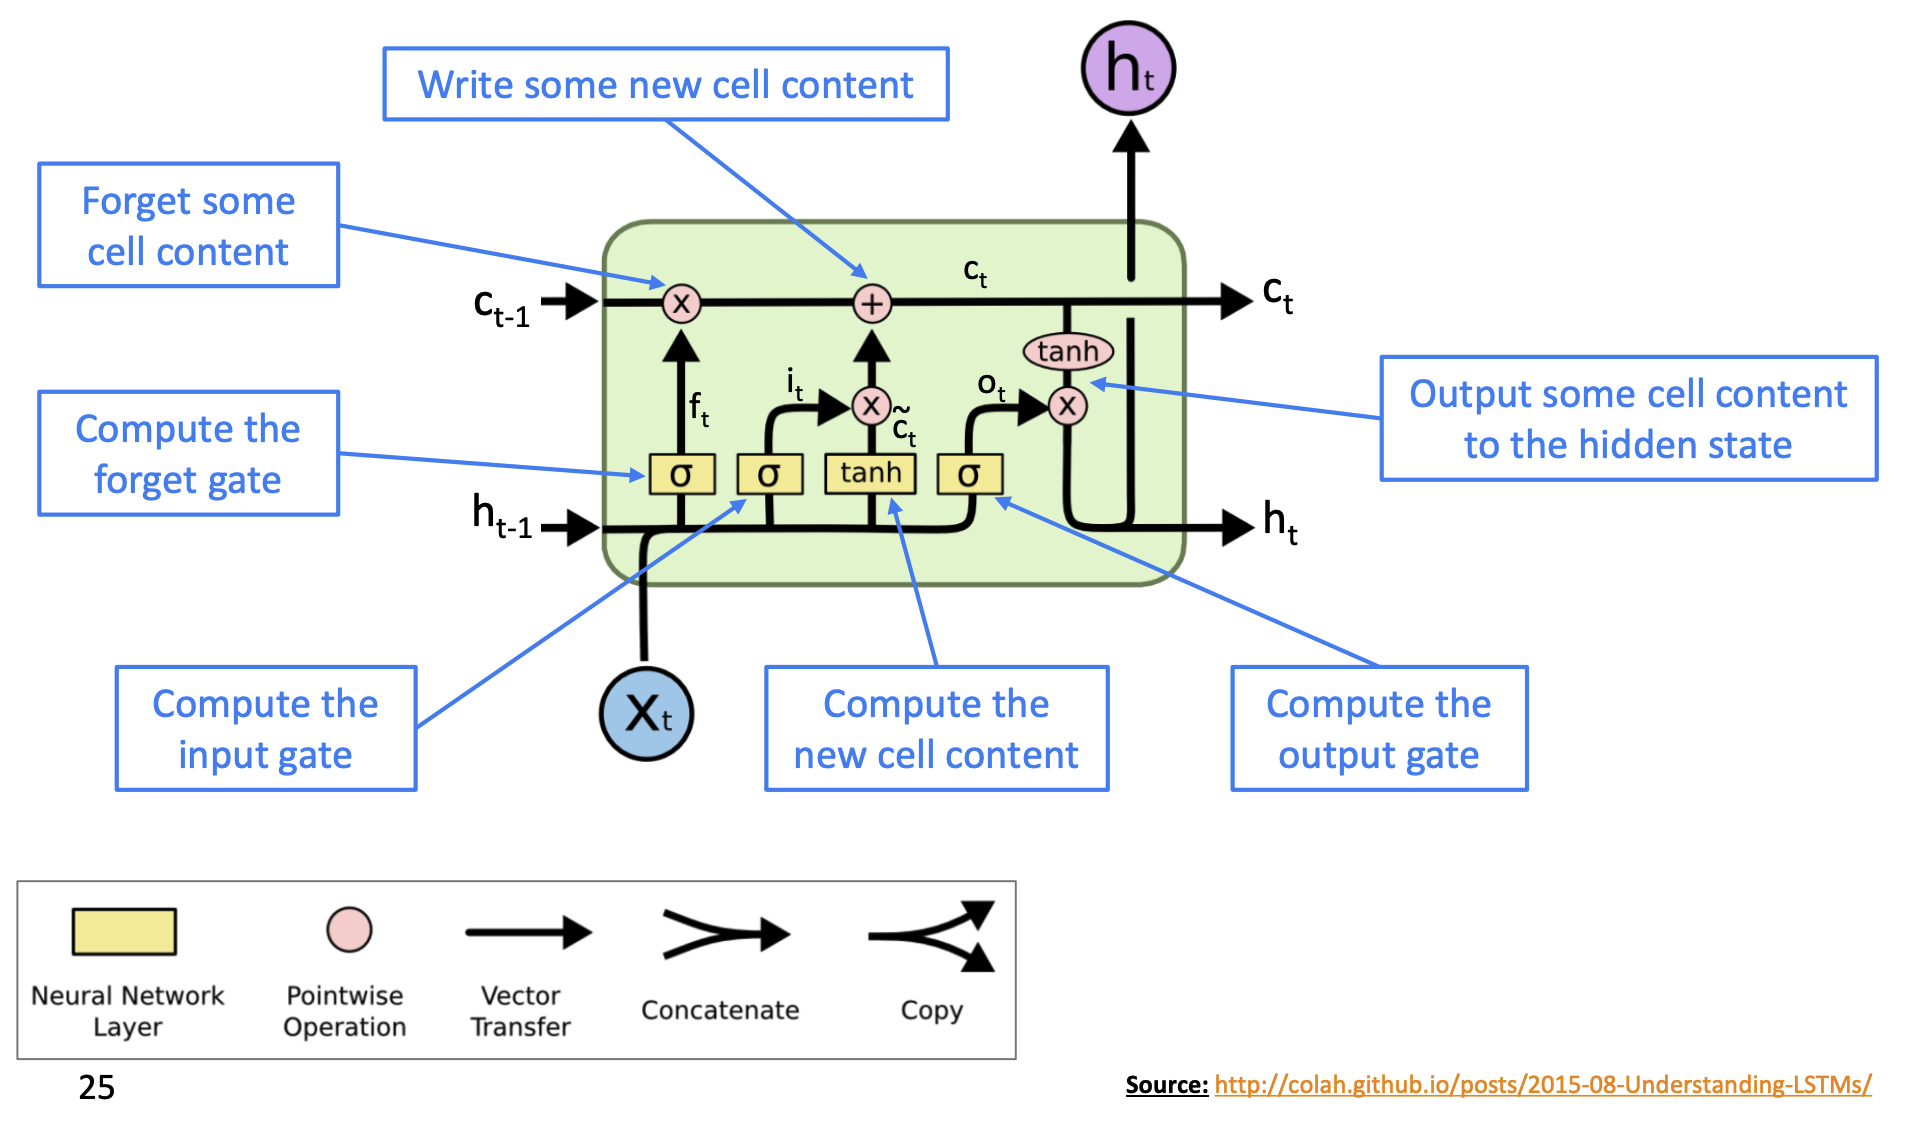 h_t
Write some new cell content
Forget some
cell content
c_t-1
x
+
c_t
c_t
tanh
Output some cell content
to the hidden state
f_t
i_t
x
c̃_t
o_t
x
Compute the
forget gate
σ
σ
tanh
σ
h_t-1
h_t
Compute the
input gate
x_t
Compute the
new cell content
Compute the
output gate
Neural Network
Layer
Pointwise
Operation
Vector
Transfer
Concatenate
Copy
25
Source: http://colah.github.io/posts/2015-08-Understanding-LSTMs/